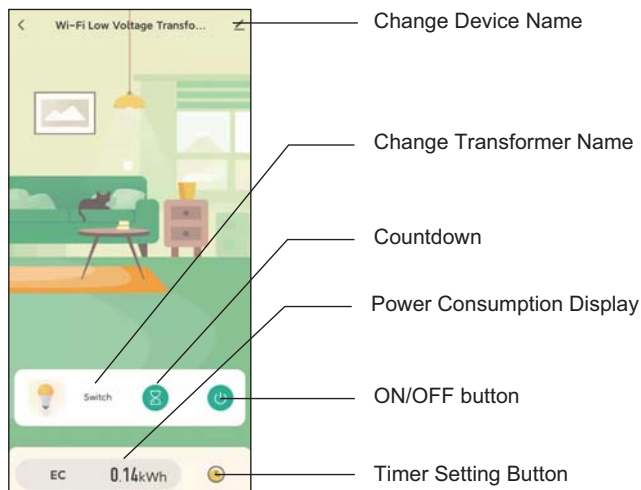 Wi-Fi Low Voltage Transfo...
Change Device Name
Change Transformer Name
Countdown
Power Consumption Display
Switch
ON/OFF button
EC 0.14kWh
Timer Setting Button